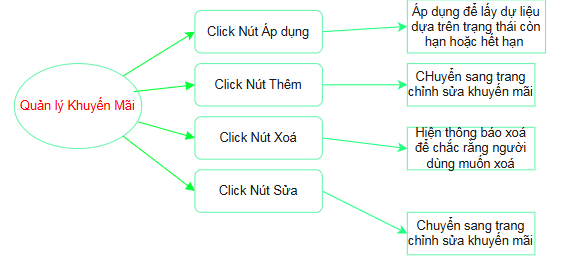 Quản lý Khuyến Mãi
Click Nút Áp dụng
Áp dụng để lấy dự liệu
dựa trên trạng thái còn
hạn hoặc hết hạn
Click Nút Thêm
CHuyển sang trang
chỉnh sửa khuyến mãi
Click Nút Xoá
Hiện thông báo xoá
để chắc rằng người
dùng muốn xoá
Click Nút Sửa
Chuyển sang trang
chỉnh sửa khuyến mãi